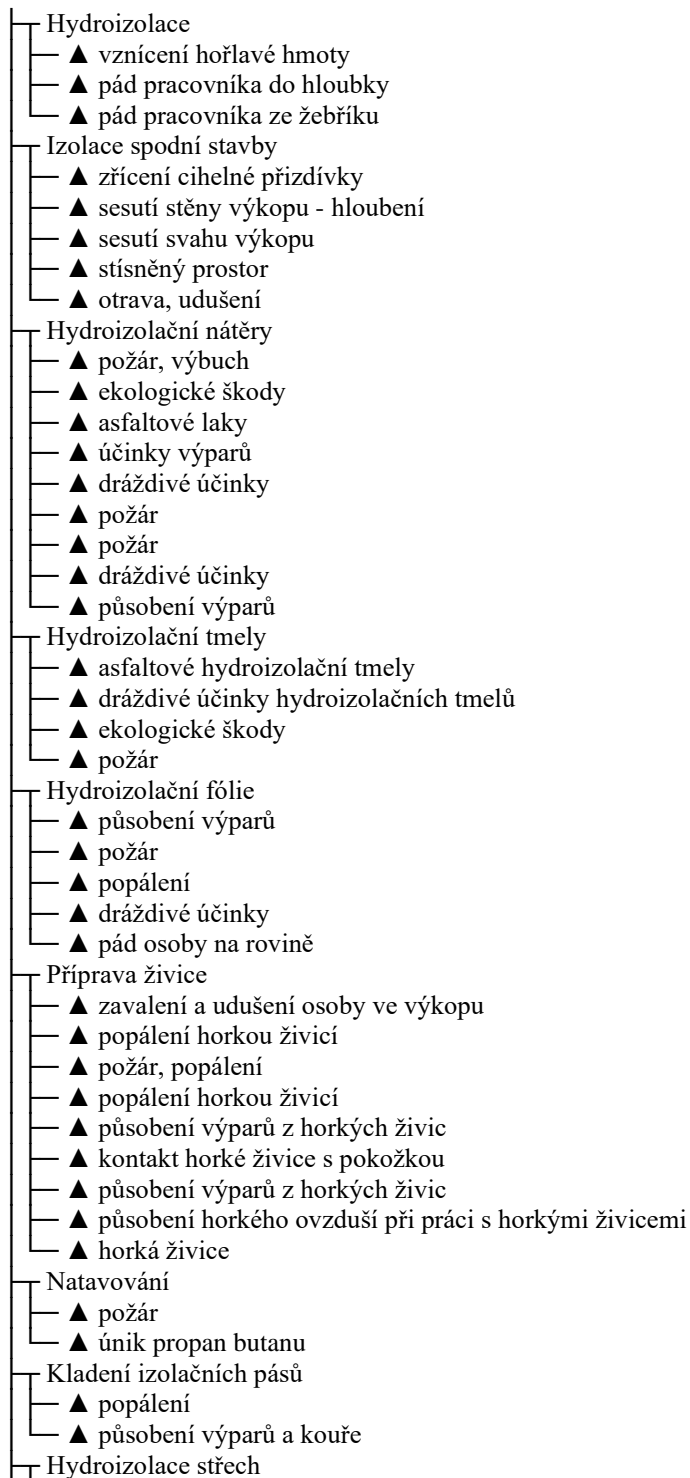 Hydroizolace
▲ vznícení hořlavé hmoty
▲ pád pracovníka do hloubky
▲ pád pracovníka ze žebříku
Izolace spodní stavby
▲ zřícení cihelné přizdívky
▲ sesutí stěny výkopu - hloubení
▲ sesutí svahu výkopu
▲ stísněný prostor
▲ otrava, udušení
Hydroizolační nátěry
▲ požár, výbuch
▲ ekologické škody
▲ asfaltové laky
▲ účinky výparů
▲ dráždivé účinky
▲ požár
▲ požár
▲ dráždivé účinky
▲ působení výparů
Hydroizolační tmely
▲ asfaltové hydroizolační tmely
▲ dráždivé účinky hydroizolačních tmelů
▲ ekologické škody
▲ požár
Hydroizolační fólie
▲ působení výparů
▲ požár
▲ popálení
▲ dráždivé účinky
▲ pád osoby na rovině
Příprava živice
▲ zavalení a udušení osoby ve výkopu
▲ popálení horkou živicí
▲ požár, popálení
▲ popálení horkou živicí
▲ působení výparů z horkých živic
▲ kontakt horké živice s pokožkou
▲ působení výparů z horkých živic
▲ působení horkého ovzduší při práci s horkými živicemi
▲ horká živice
Natavování
▲ požár
▲ únik propan butanu
Kladení izolačních pásů
▲ popálení
▲ působení výparů a kouře
Hydroizolace střech